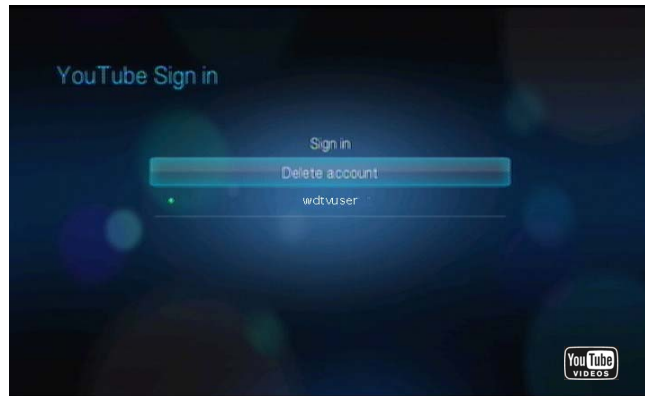 YouTube Sign in
Sign in
Delete account
wdtvuser
You Tube
VIDEOS